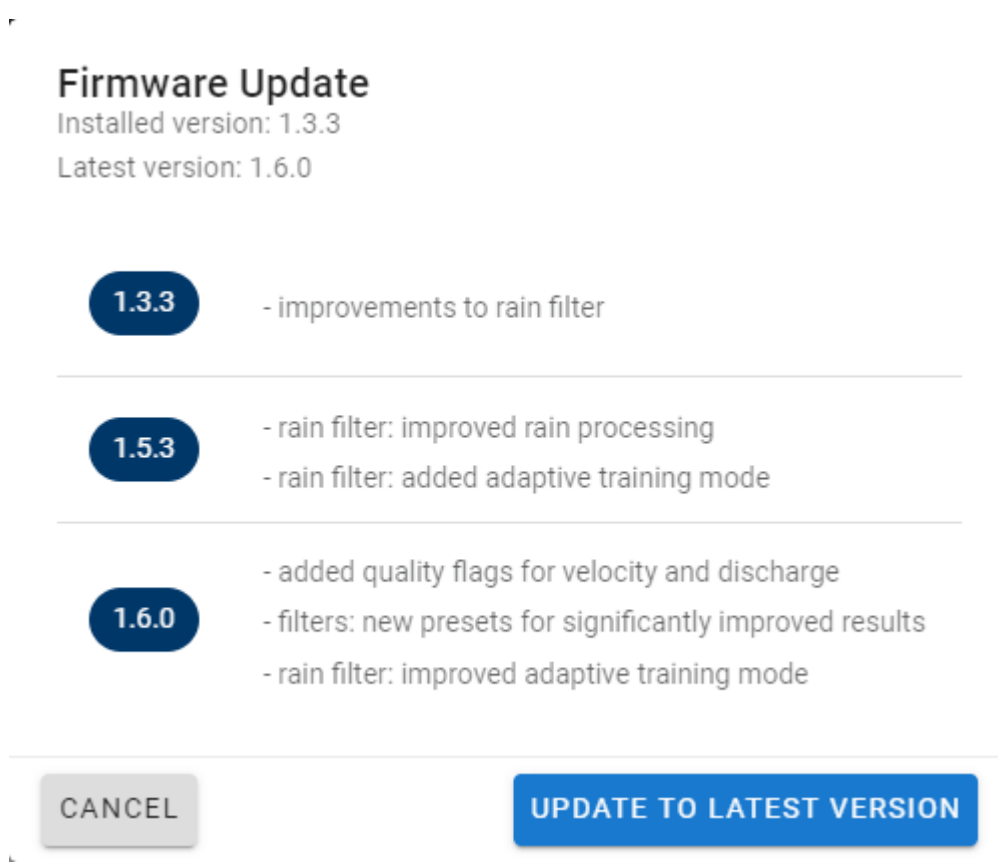 Firmware Update
Installed version: 1.3.3
Latest version: 1.6.0
1.3.3
- improvements to rain filter
1.5.3
- rain filter: improved rain processing
- rain filter: added adaptive training mode
1.6.0
- added quality flags for velocity and discharge
- filters: new presets for significantly improved results
- rain filter: improved adaptive training mode
CANCEL
UPDATE TO LATEST VERSION